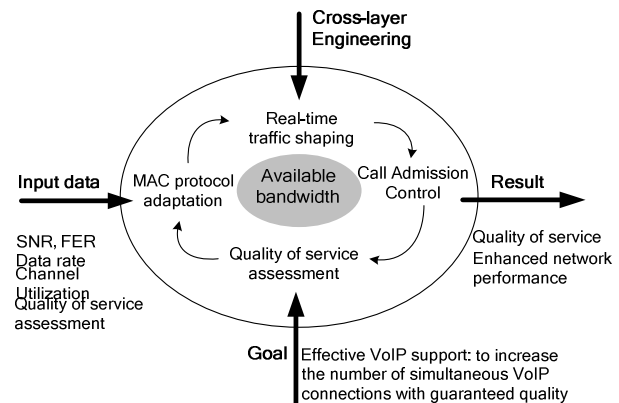 Cross-layer
Engineering
Real-time
traffic shaping
Input data
MAC protocol
adaptation
Available
bandwidth
Call Admission
Control
Result
SNR, FER
Data rate
Channel
Utilization
Quality of service
assessment
Quality of service
assessment
Quality of service
Enhanced network
performance
Goal
Effective VoIP support: to increase
the number of simultaneous VoIP
connections with guaranteed quality